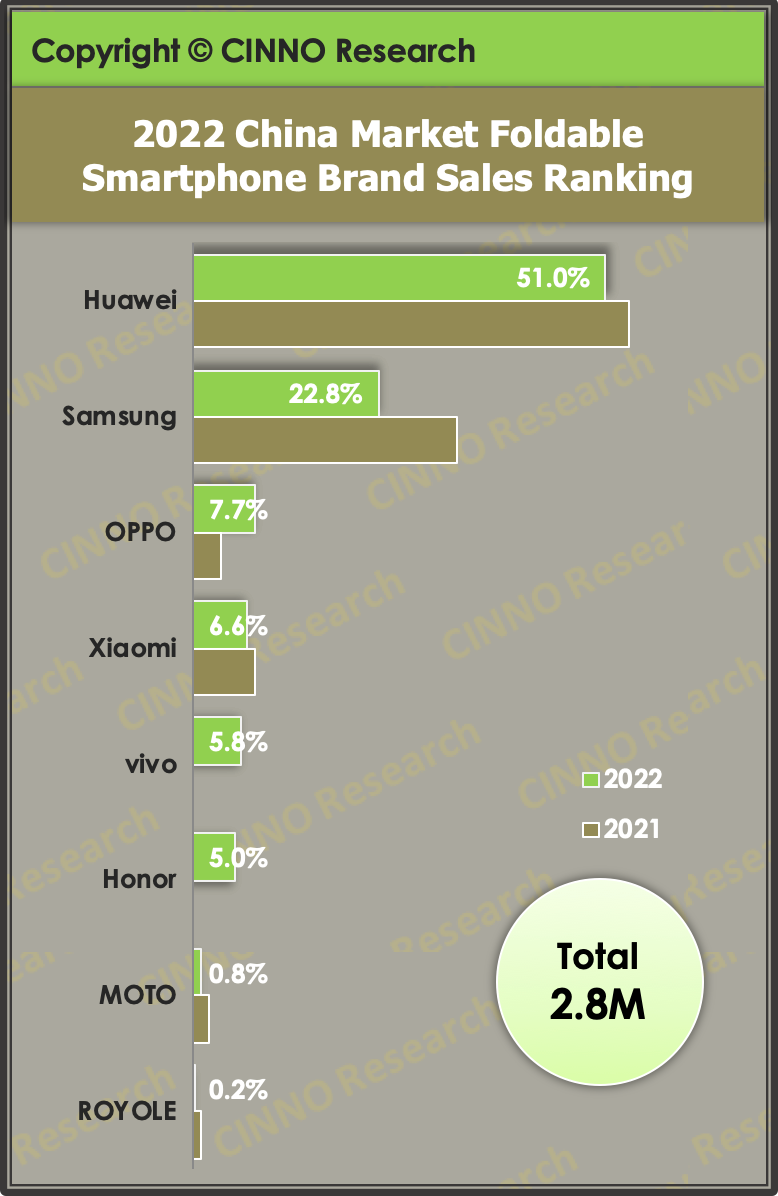 Copyright © CINNO Research
2022 China Market Foldable
Smartphone Brand Sales Ranking
Huawei
51.0%
Samsung
22.8%
OPPO
7.7%
Xiaomi
6.6%
vivo
5.8%
Honor
5.0%
MOTO
0.8%
ROYOLE
0.2%
2022
2021
Total
2.8M
CINNO Research